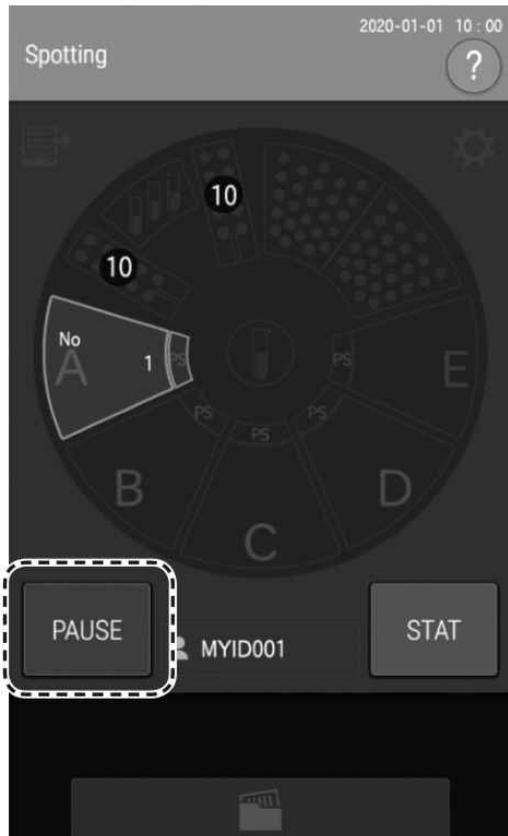 2020-01-01 10 : 00
Spotting
?
10
10
No
A
1
PS
PS
E
PS
PS
PS
B
D
C
PAUSE
MYID001
STAT